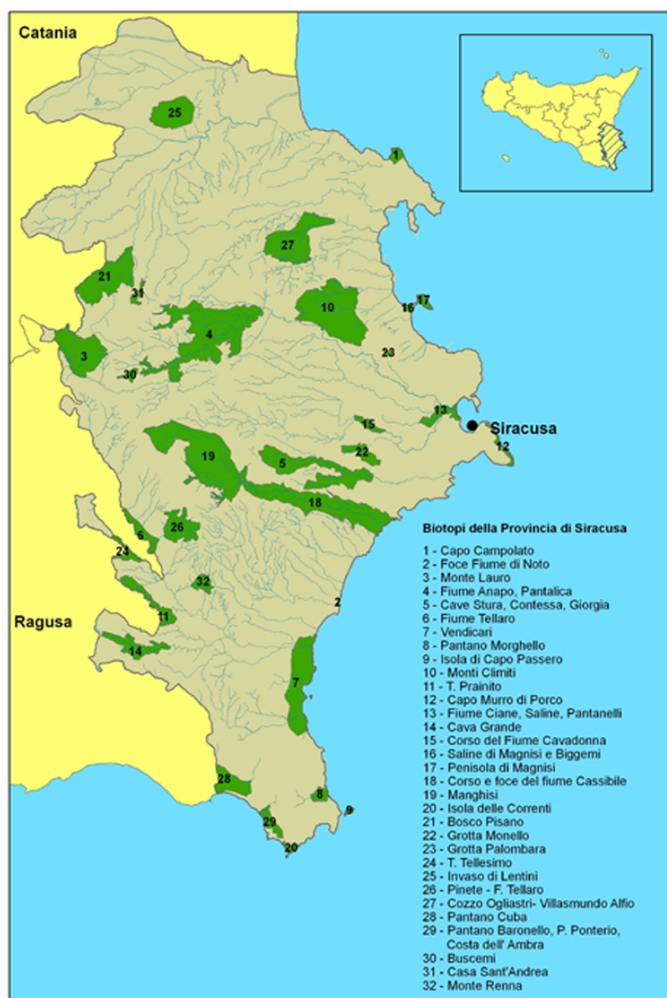 Catania
25
1
27
21
31
17
16
10
4
23
3
30
13
15
Siracusa
12
22
19
5
18
26
6
24
32
2
11
Ragusa
14
7
28
8
9
29
20
Biotopi della Provincia di Siracusa
1 - Capo Campolato
2 - Foce Fiume di Noto
3 - Monte Lauro
4 - Fiume Anapo, Pantalica
5 - Cave Stura, Contessa, Giorgia
6 - Fiume Tellaro
7 - Vendicari
8 - Pantano Morghello
9 - Isola di Capo Passero
10 - Monti Climiti
11 - T. Prainito
12 - Capo Murro di Porco
13 - Fiume Ciane, Saline, Pantanelli
14 - Cava Grande
15 - Corso del Fiume Cavadonna
16 - Saline di Magnisi e Biggemi
17 - Penisola di Magnisi
18 - Corso e foce del fiume Cassibile
19 - Manghisi
20 - Isola delle Correnti
21 - Bosco Pisano
22 - Grotta Monello
23 - Grotta Palombara
24 - T. Tellesimo
25 - Invaso di Lentini
26 - Pinete - F. Tellaro
27 - Cozzo Ogliastri- Villasmundo Alfio
28 - Pantano Cuba
29 - Pantano Baronello, P. Ponterio,
Costa dell' Ambra
30 - Buscemi
31 - Casa Sant'Andrea
32 - Monte Renna